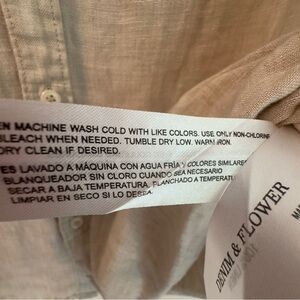 EN MACHINE WASH COLD WITH LIKE COLORS. USE ONLY NON-CHLORINE
BLEACH WHEN NEEDED. TUMBLE DRY LOW. WARM IRON.
DRY CLEAN IF DESIRED.
ES LAVADO A MÁQUINA CON AGUA FRÍA Y COLORES SIMILARES
BLANQUEADOR SIN CLORO CUANDO SEA NECESARIO
SECAR A BAJA TEMPERATURA. PLANCHADO A TEMPERATU
LIMPIAR EN SECO SI LO DESEA.
DENIM & FLOWER